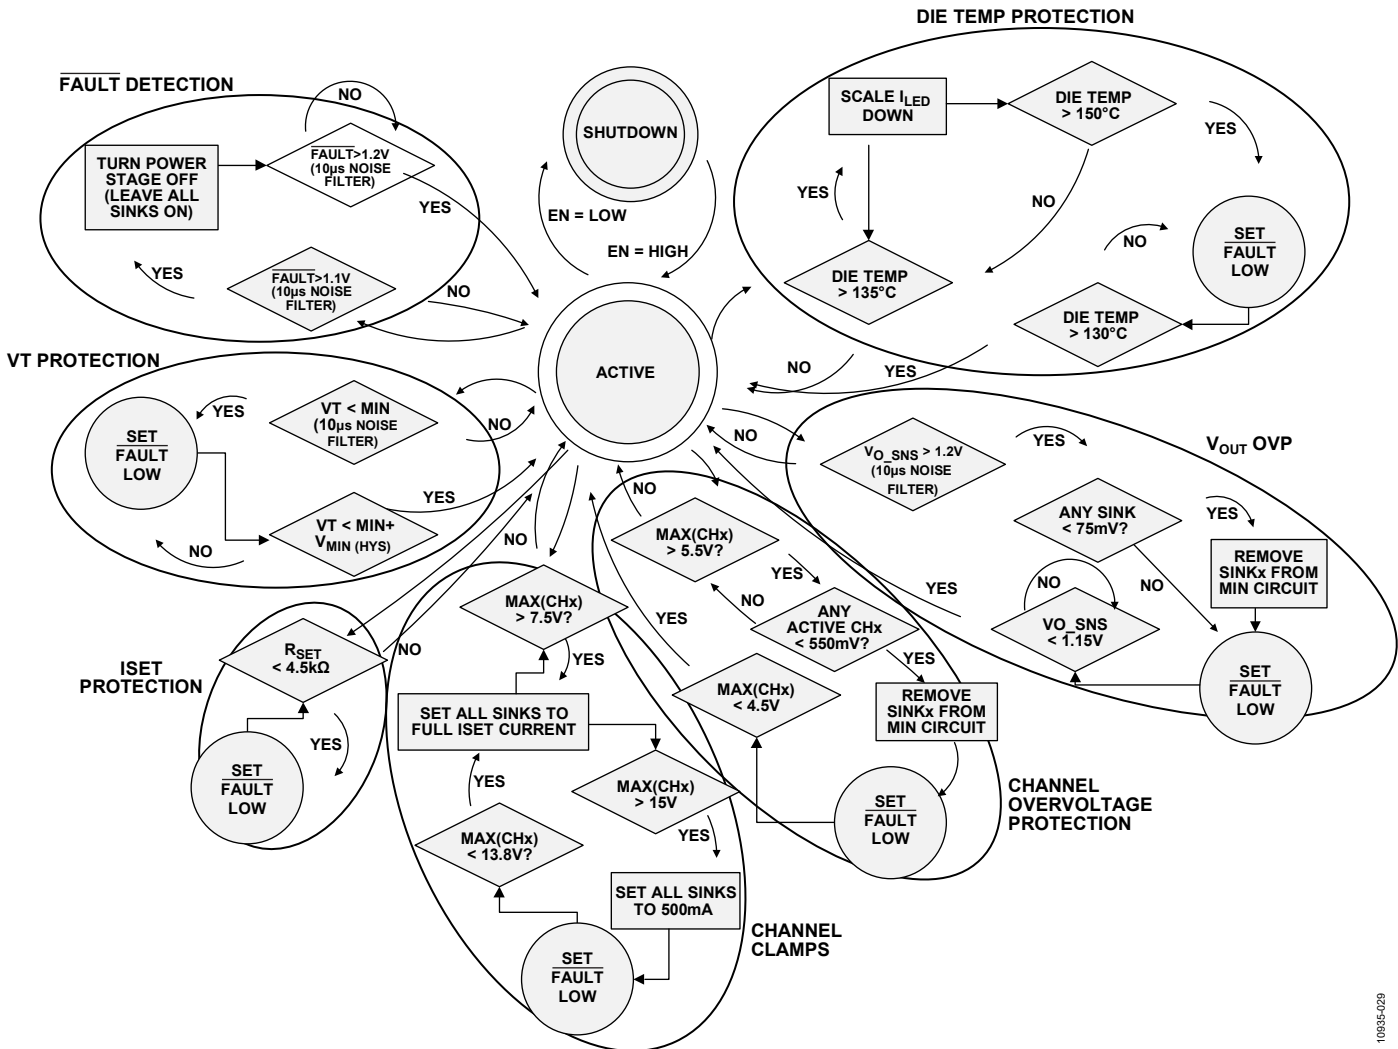 DIE TEMP PROTECTION
SCALE ILED
DOWN
DIE TEMP
> 150°C
YES
YES
NO
NO
DIE TEMP
> 135°C
SET
FAULT
LOW
DIE TEMP
> 130°C
NO
YES
FAULT DETECTION
NO
TURN POWER
STAGE OFF
(LEAVE ALL
SINKS ON)
FAULT>1.2V
(10µs NOISE
FILTER)
YES
YES
FAULT>1.1V
(10µs NOISE
FILTER)
NO
SHUTDOWN
EN = LOW
EN = HIGH
ACTIVE
VT PROTECTION
SET
FAULT
LOW
YES
VT < MIN
(10µs NOISE
FILTER)
NO
YES
VT < MIN+
VMIN (HYS)
NO
VOUT OVP
NO
VO_SNS > 1.2V
(10µs NOISE
FILTER)
YES
ANY SINK
< 75mV?
YES
NO
REMOVE
SINKx FROM
MIN CIRCUIT
NO
VO_SNS
< 1.15V
YES
SET
FAULT
LOW
ISET
PROTECTION
RSET
< 4.5kΩ
NO
YES
SET
FAULT
LOW
NO
MAX(CHx)
> 7.5V?
YES
SET ALL SINKS TO
FULL ISET CURRENT
YES
MAX(CHx)
> 15V
YES
MAX(CHx)
< 13.8V?
SET ALL SINKS
TO 500mA
SET
FAULT
LOW
CHANNEL
CLAMPS
NO
MAX(CHx)
> 5.5V?
YES
NO
ANY
ACTIVE CHx
< 550mV?
YES
YES
MAX(CHx)
< 4.5V
REMOVE
SINKx FROM
MIN CIRCUIT
SET
FAULT
LOW
CHANNEL
OVERVOLTAGE
PROTECTION
10935-029